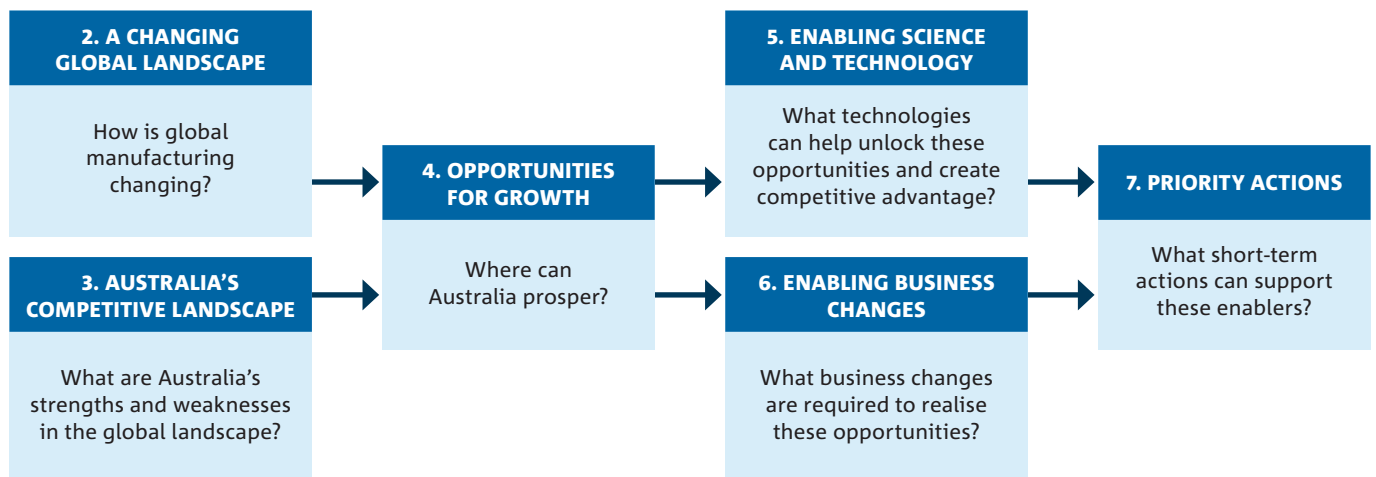 2. A CHANGING
GLOBAL LANDSCAPE
How is global
manufacturing
changing?
3. AUSTRALIA’S
COMPETITIVE LANDSCAPE
What are Australia’s
strengths and weaknesses
in the global landscape?
4. OPPORTUNITIES
FOR GROWTH
Where can
Australia prosper?
5. ENABLING SCIENCE
AND TECHNOLOGY
What technologies
can help unlock these
opportunities and create
competitive advantage?
6. ENABLING BUSINESS
CHANGES
What business changes
are required to realise
these opportunities?
7. PRIORITY ACTIONS
What short-term
actions can support
these enablers?